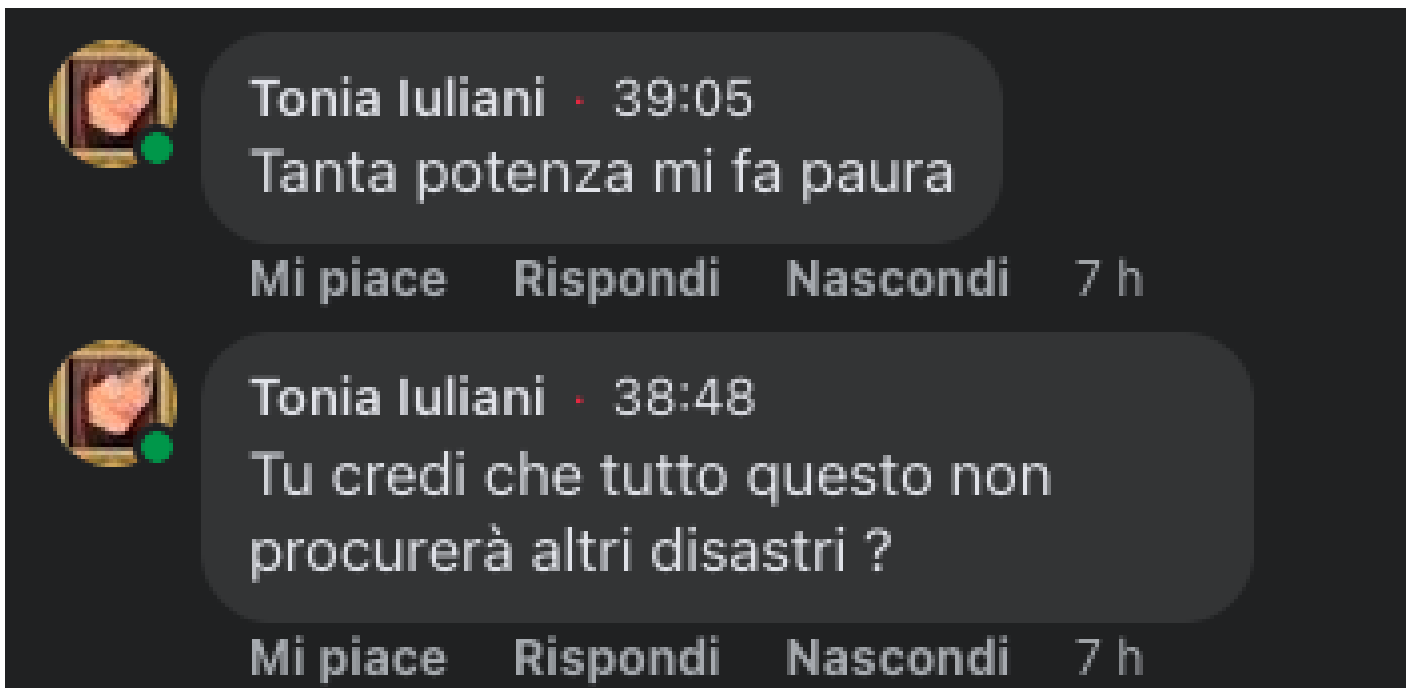 Tonia Iuliani · 39:05
Tanta potenza mi fa paura
Mi piace Rispondi Nascondi 7 h
Tonia Iuliani · 38:48
Tu credi che tutto questo non
procurerà altri disastri ?
Mi piace Rispondi Nascondi 7 h